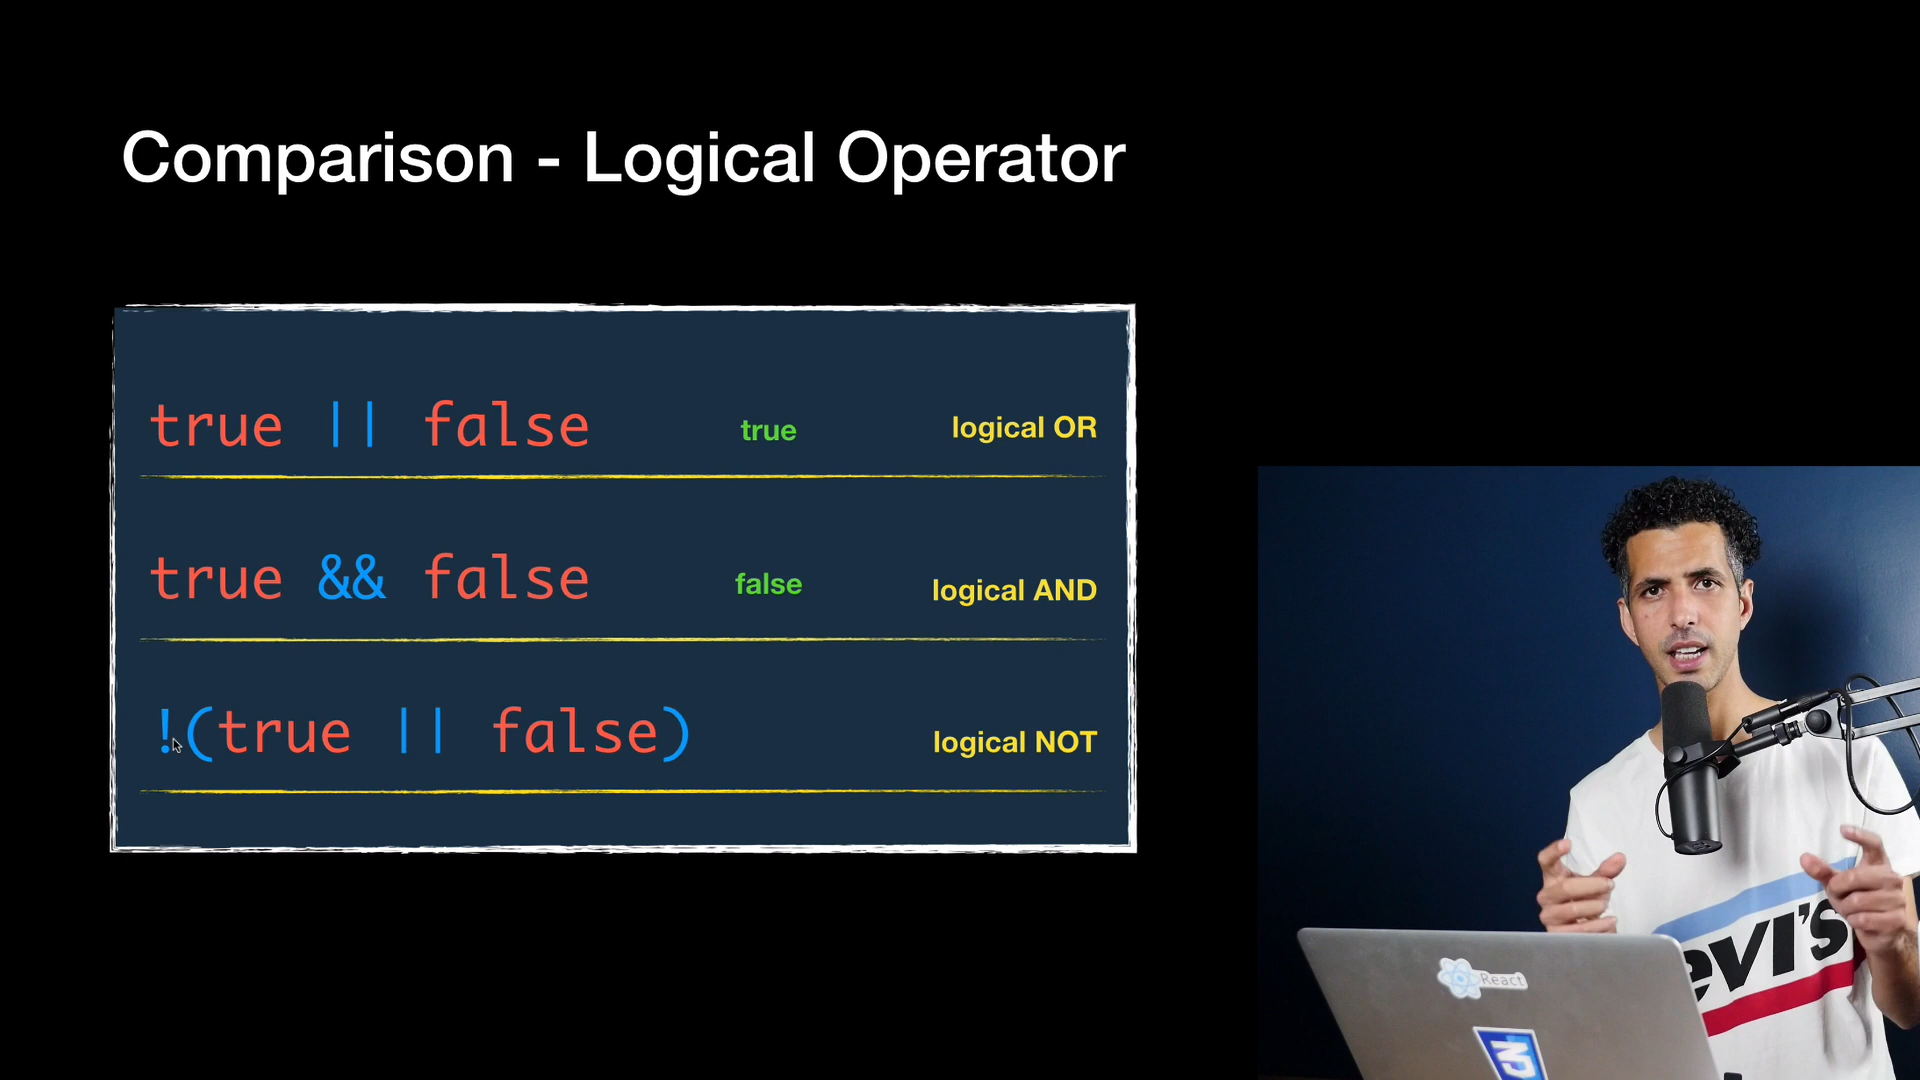 Comparison - Logical Operator
true || false true logical OR
true && false false logical AND
!(true || false) logical NOT
evi's
React